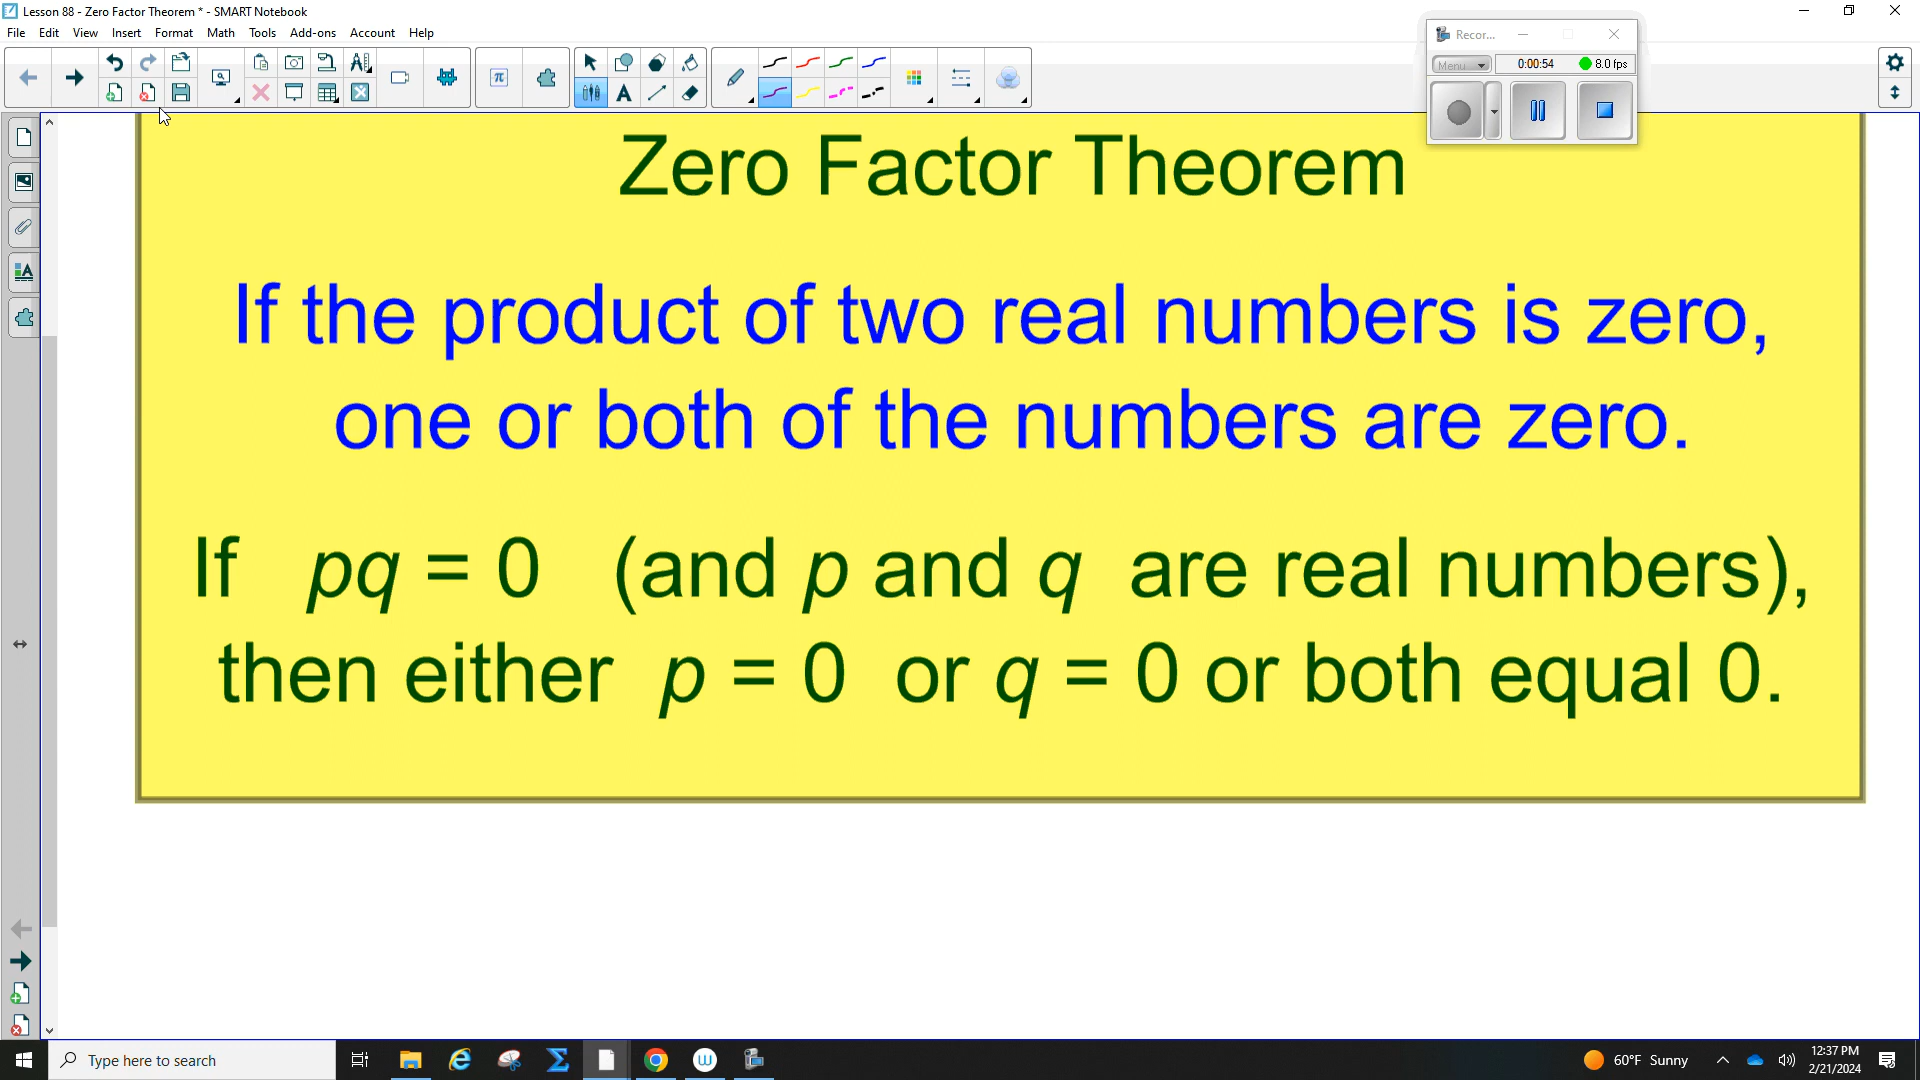 Lesson 88 - Zero Factor Theorem * - SMART Notebook
File Edit View Insert Format Math Tools Add-ons Account Help
Recor...
Menu 0:00:54 8.0 fps
Zero Factor Theorem
If the product of two real numbers is zero,
one or both of the numbers are zero.
If pq = 0 (and p and q are real numbers),
then either p = 0 or q = 0 or both equal 0.
Type here to search
60°F Sunny
12:37 PM
2/21/2024